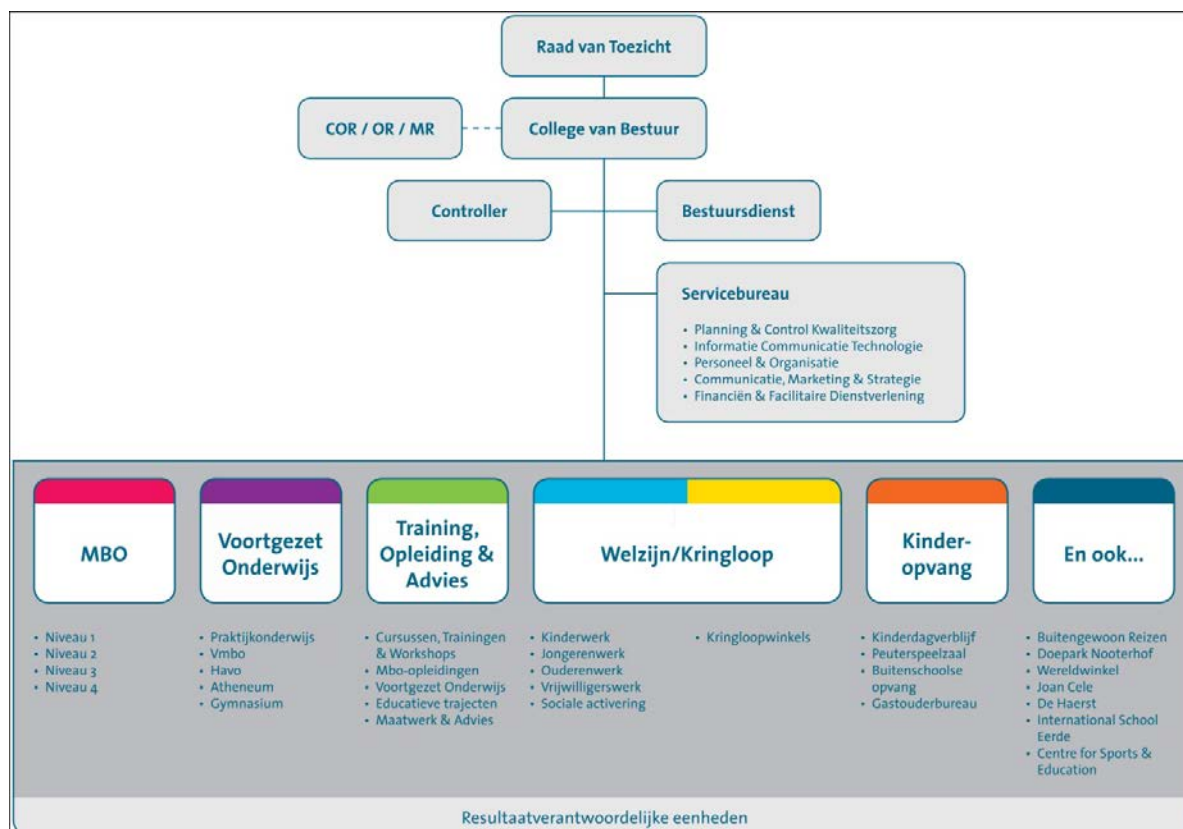 Raad van Toezicht
COR / OR / MR
College van Bestuur
Controller
Bestuursdienst
Servicebureau
• Planning & Control Kwaliteitszorg
• Informatie Communicatie Technologie
• Personeel & Organisatie
• Communicatie, Marketing & Strategie
• Financiën & Facilitaire Dienstverlening
MBO
• Niveau 1
• Niveau 2
• Niveau 3
• Niveau 4
Voortgezet
Onderwijs
• Praktijkonderwijs
• Vmbo
• Havo
• Atheneum
• Gymnasium
Training,
Opleiding &
Advies
• Cursussen, Trainingen
& Workshops
• Mbo-opleidingen
• Voortgezet Onderwijs
• Educatieve trajecten
• Maatwerk & Advies
Welzijn/Kringloop
• Kinderwerk
• Jongerenwerk
• Ouderenwerk
• Vrijwilligerswerk
• Sociale activering
• Kringloopwinkels
Kinder-
opvang
• Kinderdagverblijf
• Peuterspeelzaal
• Buitenschoolse
opvang
• Gastouderbureau
En ook...
• Buitengewoon Reizen
• Doepark Nooterhof
• Wereldwinkel
• Joan Cele
• De Haerst
• International School
Eerde
• Centre for Sports &
Education
Resultaatverantwoordelijke eenheden